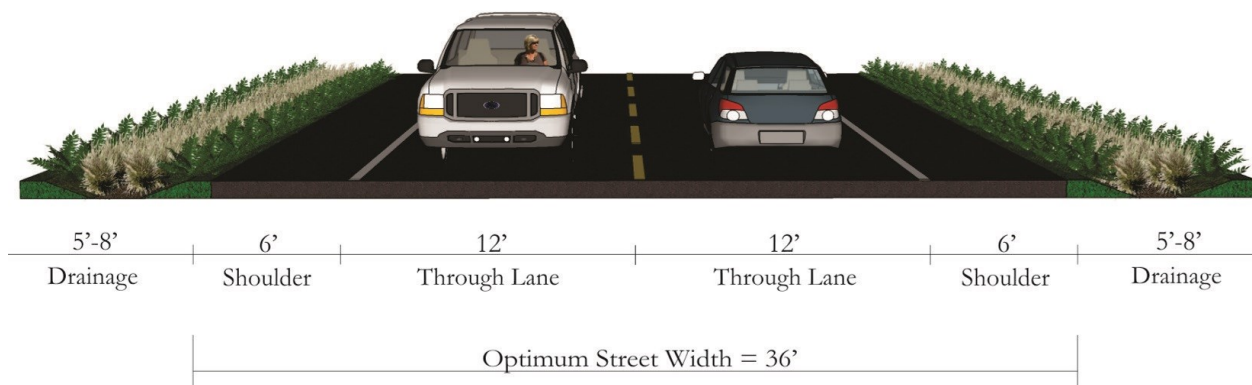 5’-8’ 6’ 12’ 12’ 6’ 5’-8’
Drainage Shoulder Through Lane Through Lane Shoulder Drainage
Optimum Street Width = 36’